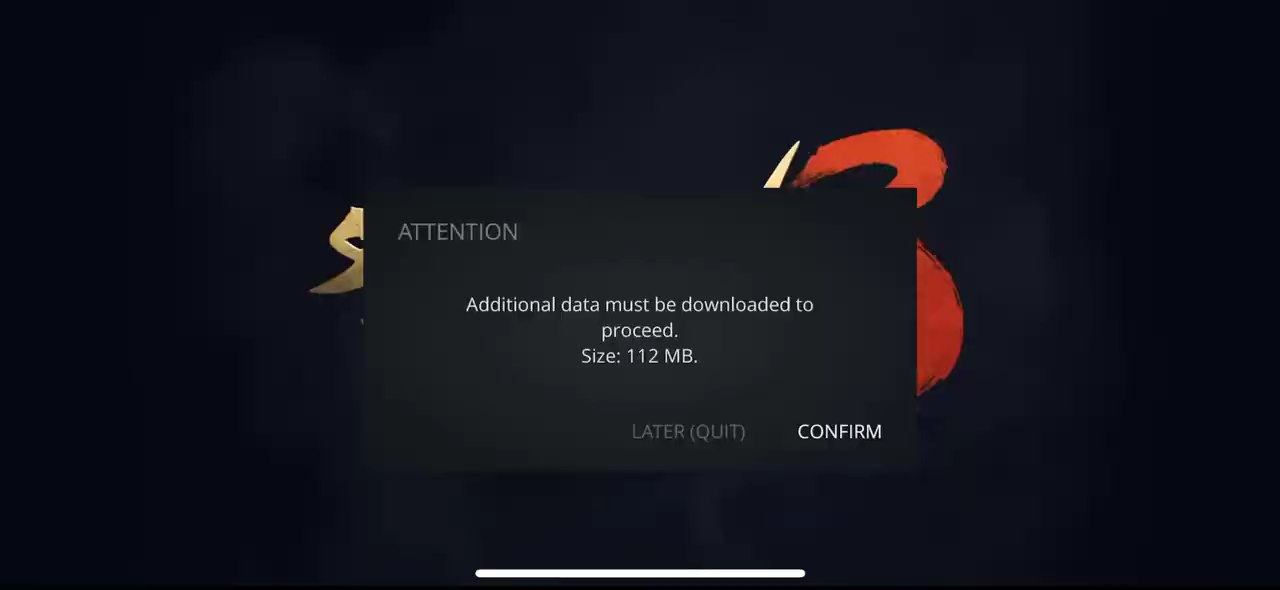 ATTENTION
Additional data must be downloaded to
proceed.
Size: 112 MB.
LATER (QUIT) CONFIRM